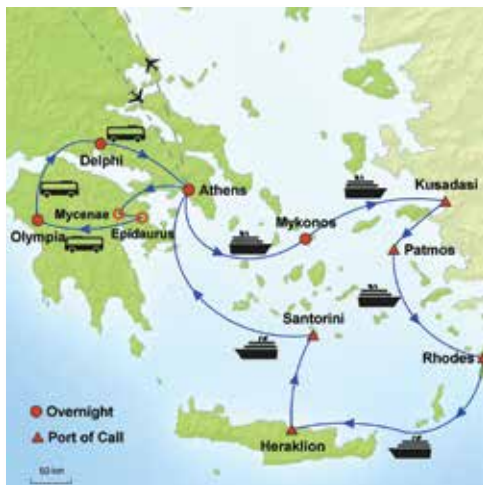 Delphi
Athens
Kusadasi
Mycenae
Mykonos
Olympia
Epidaurus
Patmos
Santorini
Rhodes
Overnight
Port of Call
Heraklion
50 km